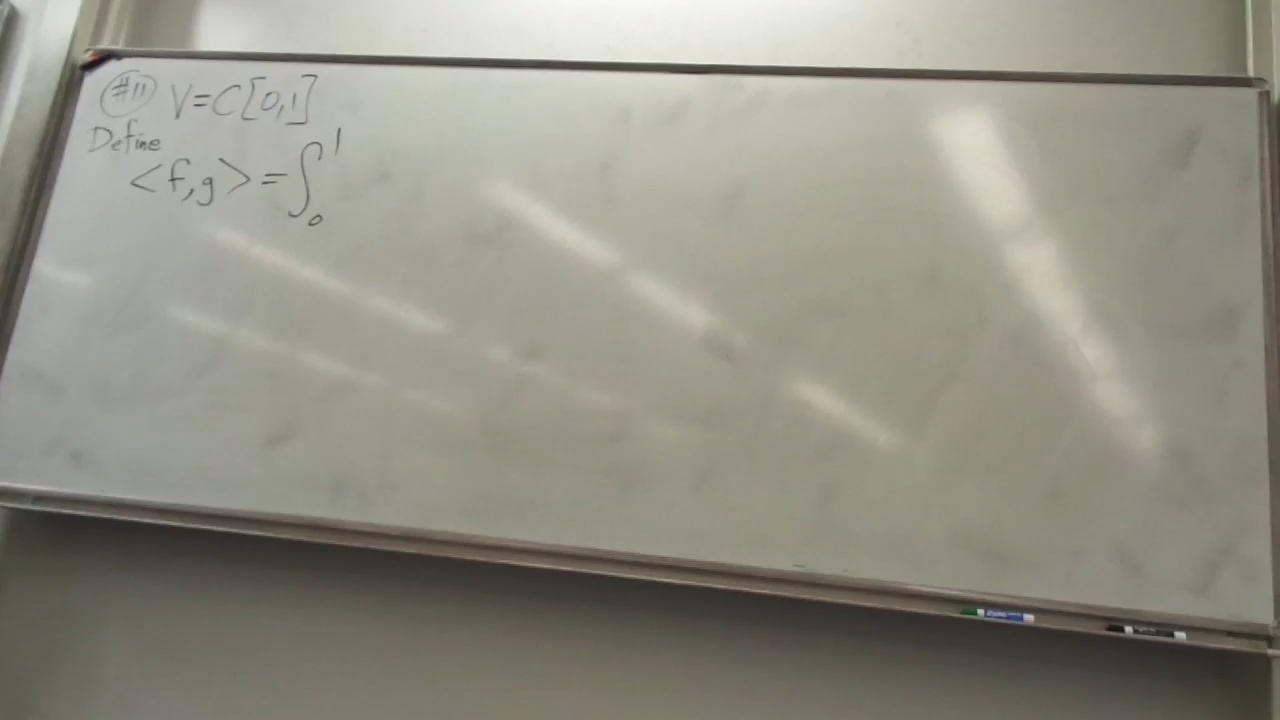 #11 V=C[0,1]
Define
<f,g> = ∫₀¹